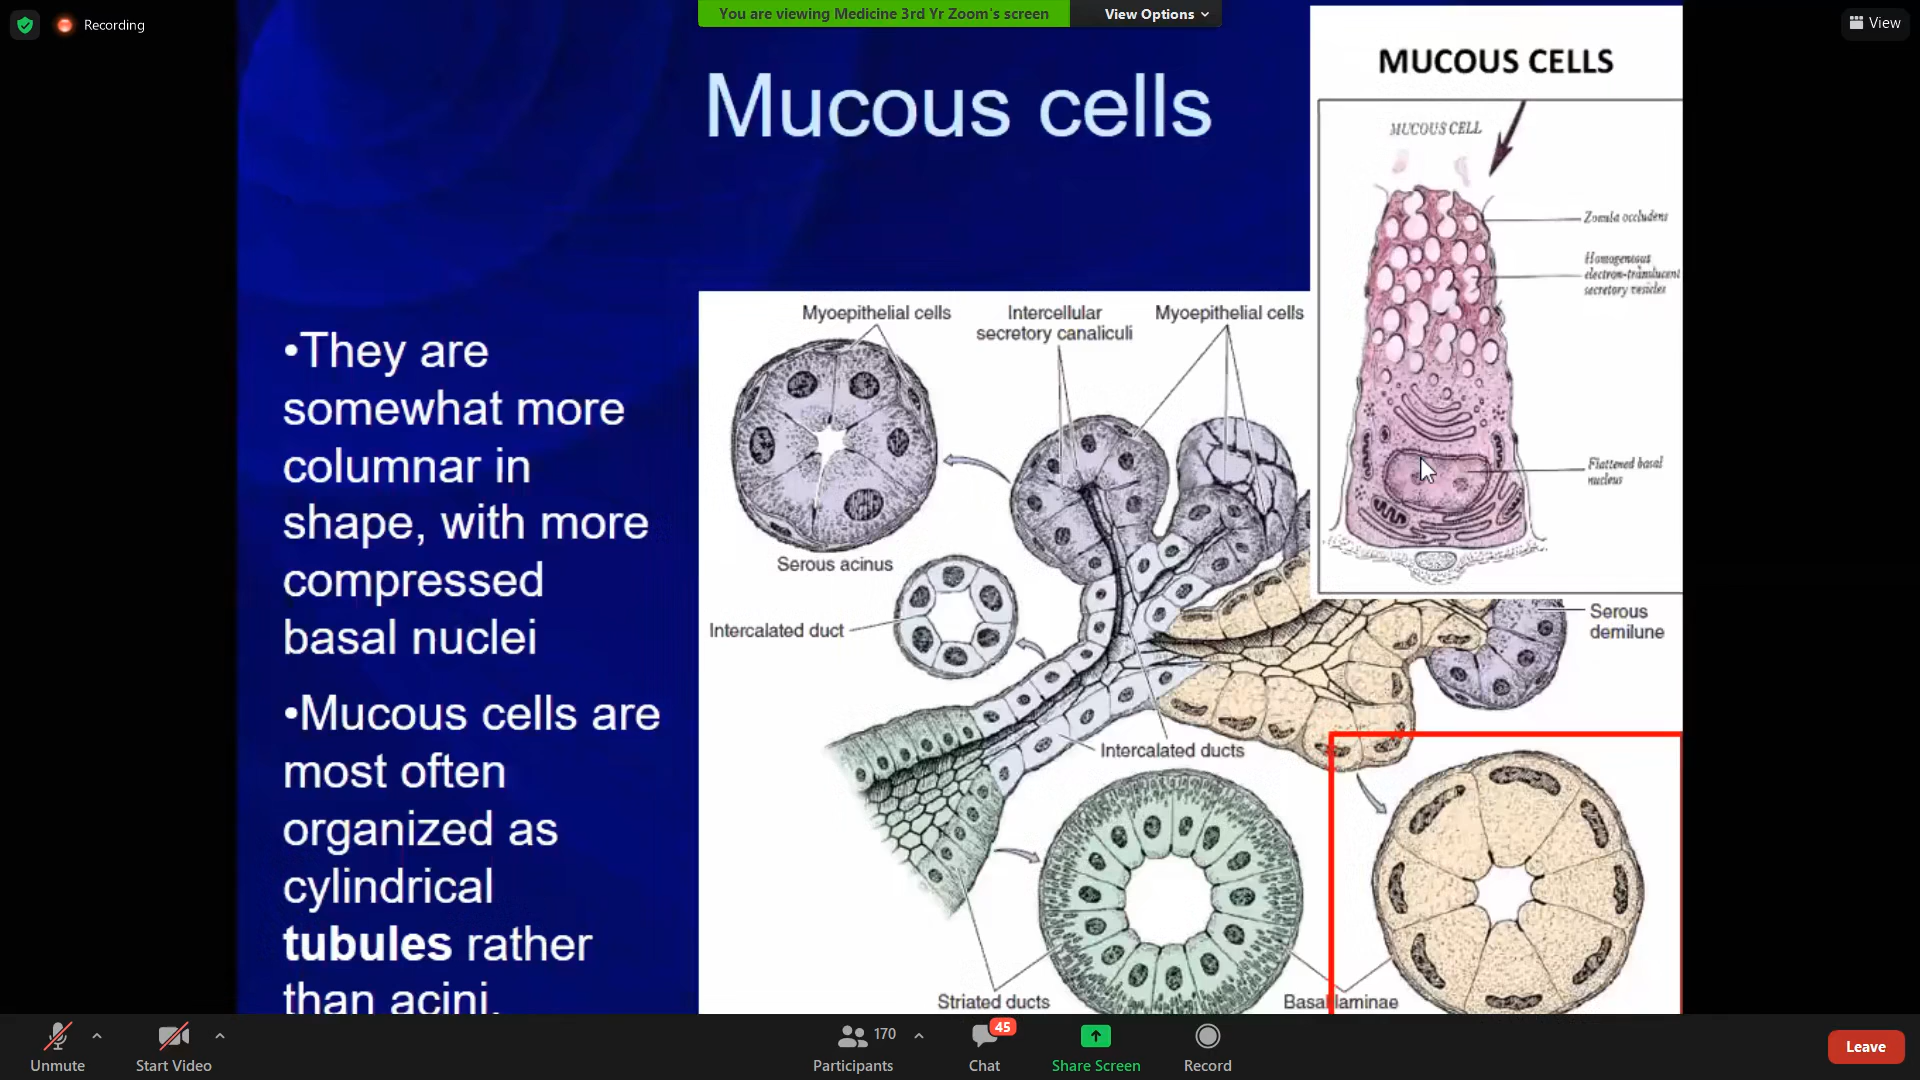 Recording
You are viewing Medicine 3rd Yr Zoom's screen
View Options
View
Mucous cells
•They are
somewhat more
columnar in
shape, with more
compressed
basal nuclei
•Mucous cells are
most often
organized as
cylindrical
tubules rather
than acini.
MUCOUS CELLS
MUCOUS CELL
Zonula occludens
Homogenous
electron-translucent
secretory vesicles
Flattened basal
nucleus
Myoepithelial cells
Intercellular
secretory canaliculi
Myoepithelial cells
Serous acinus
Intercalated duct
Serous
demilune
Intercalated ducts
Striated ducts
Basal laminae
Unmute
Start Video
170
Participants
45
Chat
Share Screen
Record
Leave